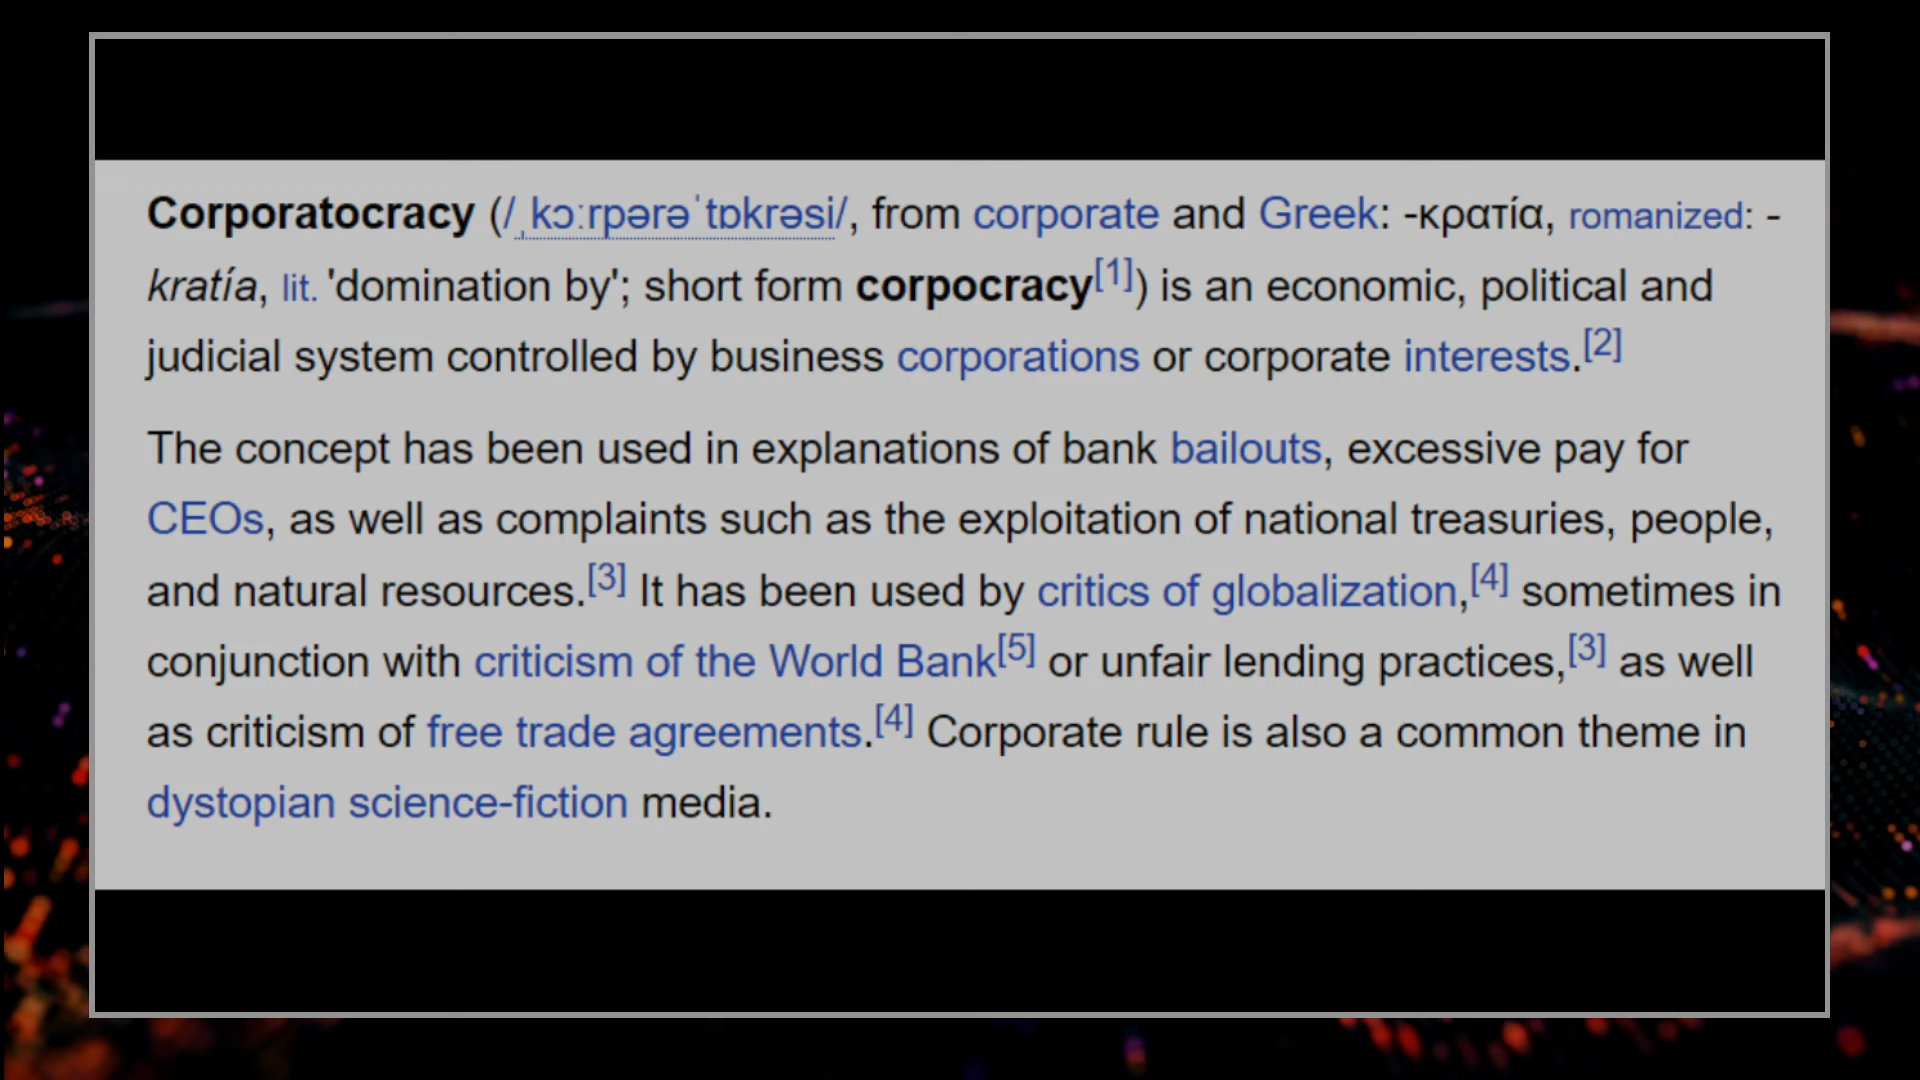 Corporatocracy (/ˌkɔːrpərəˈtɒkrəsi/, from corporate and Greek: -κρατία, romanized: -
kratía, lit. 'domination by'; short form corpocracy[1]) is an economic, political and
judicial system controlled by business corporations or corporate interests.[2]
The concept has been used in explanations of bank bailouts, excessive pay for
CEOs, as well as complaints such as the exploitation of national treasuries, people,
and natural resources.[3] It has been used by critics of globalization,[4] sometimes in
conjunction with criticism of the World Bank[5] or unfair lending practices,[3] as well
as criticism of free trade agreements.[4] Corporate rule is also a common theme in
dystopian science-fiction media.